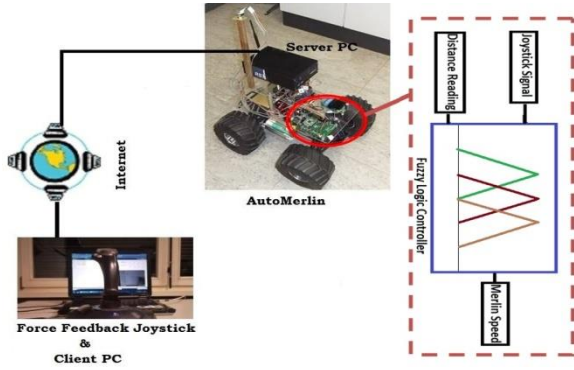 Server PC
Internet
AutoMerlin
Force Feedback Joystick
&
Client PC
Distance Reading
Joystick Signal
Fuzzy Logic Controller
Merlin Speed